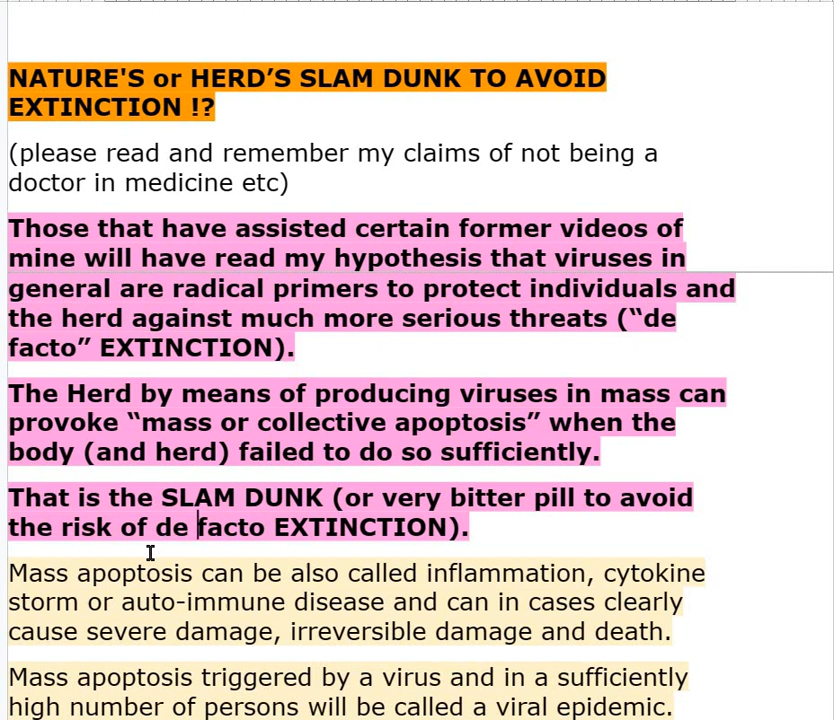 NATURE'S or HERD’S SLAM DUNK TO AVOID
EXTINCTION !?
(please read and remember my claims of not being a
doctor in medicine etc)
Those that have assisted certain former videos of
mine will have read my hypothesis that viruses in
general are radical primers to protect individuals and
the herd against much more serious threats (“de
facto” EXTINCTION).
The Herd by means of producing viruses in mass can
provoke “mass or collective apoptosis” when the
body (and herd) failed to do so sufficiently.
That is the SLAM DUNK (or very bitter pill to avoid
the risk of de facto EXTINCTION).
Mass apoptosis can be also called inflammation, cytokine
storm or auto-immune disease and can in cases clearly
cause severe damage, irreversible damage and death.
Mass apoptosis triggered by a virus and in a sufficiently
high number of persons will be called a viral epidemic.